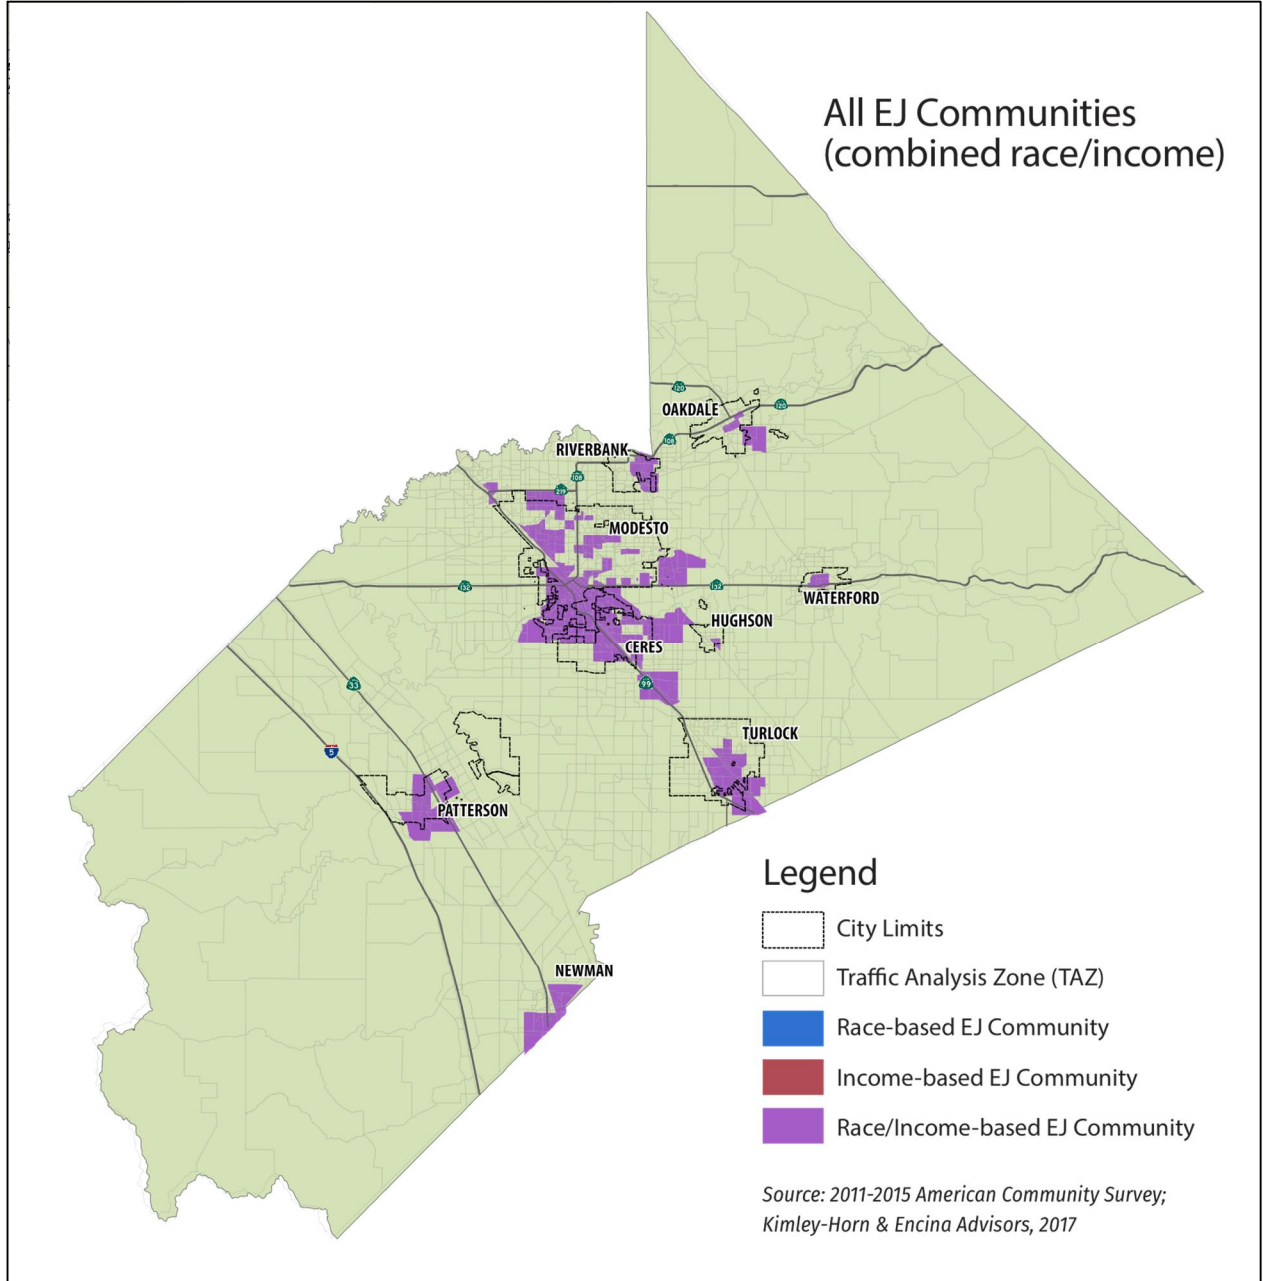 All EJ Communities
(combined race/income)
120
OAKDALE
120
108
RIVERBANK
108
219
MODESTO
132
132
WATERFORD
HUGHSON
CERES
99
33
TURLOCK
5
PATTERSON
NEWMAN
Legend
City Limits
Traffic Analysis Zone (TAZ)
Race-based EJ Community
Income-based EJ Community
Race/Income-based EJ Community
Source: 2011-2015 American Community Survey;
Kimley-Horn & Encina Advisors, 2017